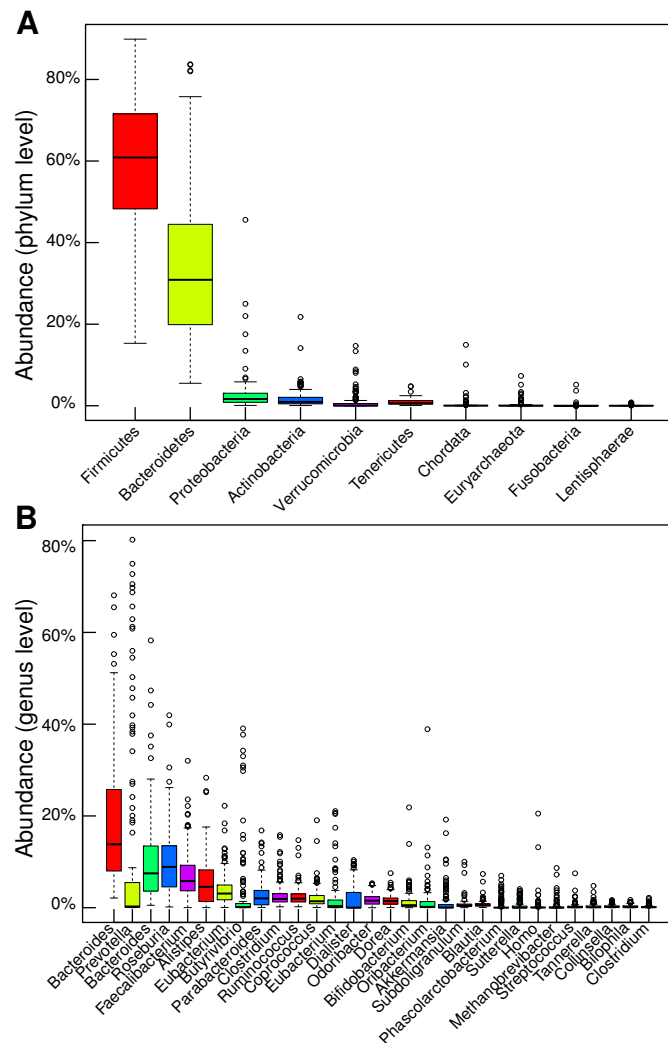 A
Abundance (phylum level)
80%
60%
40%
20%
0%
Firmicutes
Bacteroidetes
Proteobacteria
Actinobacteria
Verrucomicrobia
Tenericutes
Chordata
Euryarchaeota
Fusobacteria
Lentisphaerae
B
Abundance (genus level)
80%
60%
40%
20%
0%
Bacteroides
Prevotella
Bacteroides
Roseburia
Faecalibacterium
Alistipes
Eubacterium
Butyrivibrio
Parabacteroides
Clostridium
Ruminococcus
Coprococcus
Eubacterium
Dialister
Odoribacter
Dorea
Bifidobacterium
Oribacterium
Akkermansia
Subdoligranulum
Blautia
Phascolarctobacterium
Sutterella
Homo
Methanobrevibacter
Streptococcus
Tannerella
Collinsella
Bilophila
Clostridium